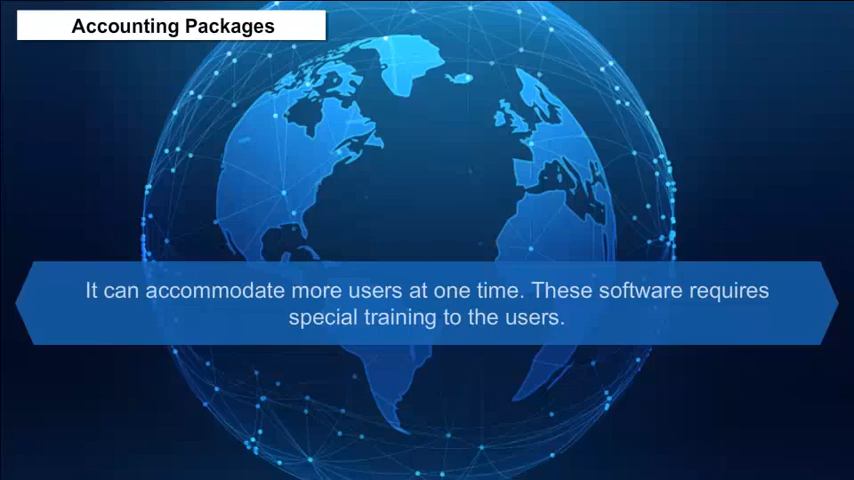 Accounting Packages
It can accommodate more users at one time. These software requires
special training to the users.